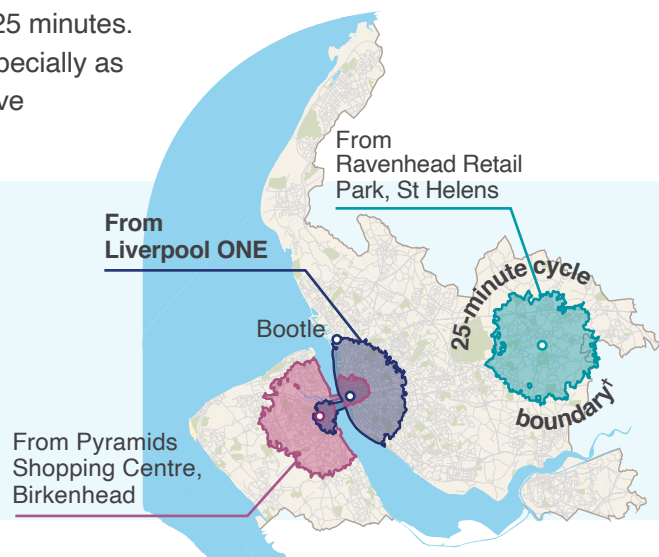 25 minutes.
pecially as
ve
From
Ravenhead Retail
Park, St Helens
From
Liverpool ONE
25-minute cycle
boundary†
Bootle
From Pyramids
Shopping Centre,
Birkenhead